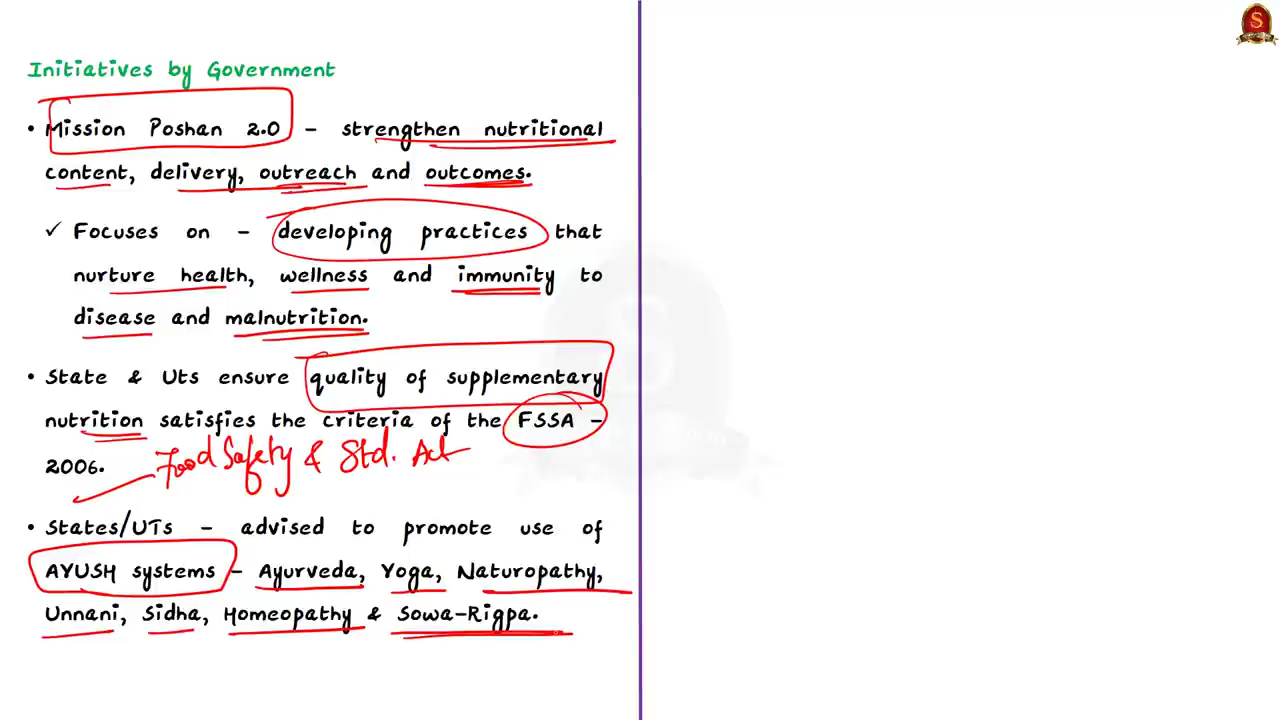 Initiatives by Government
• Mission Poshan 2.0 - strengthen nutritional
content, delivery, outreach and outcomes.
✓ Focuses on - developing practices that
nurture health, wellness and immunity to
disease and malnutrition.
• State & Uts ensure quality of supplementary
nutrition satisfies the criteria of the FSSA -
2006.
Food Safety & Std. Act
• States/UTs - advised to promote use of
AYUSH systems - Ayurveda, Yoga, Naturopathy,
Unnani, Sidha, Homeopathy & Sowa-Rigpa.
S